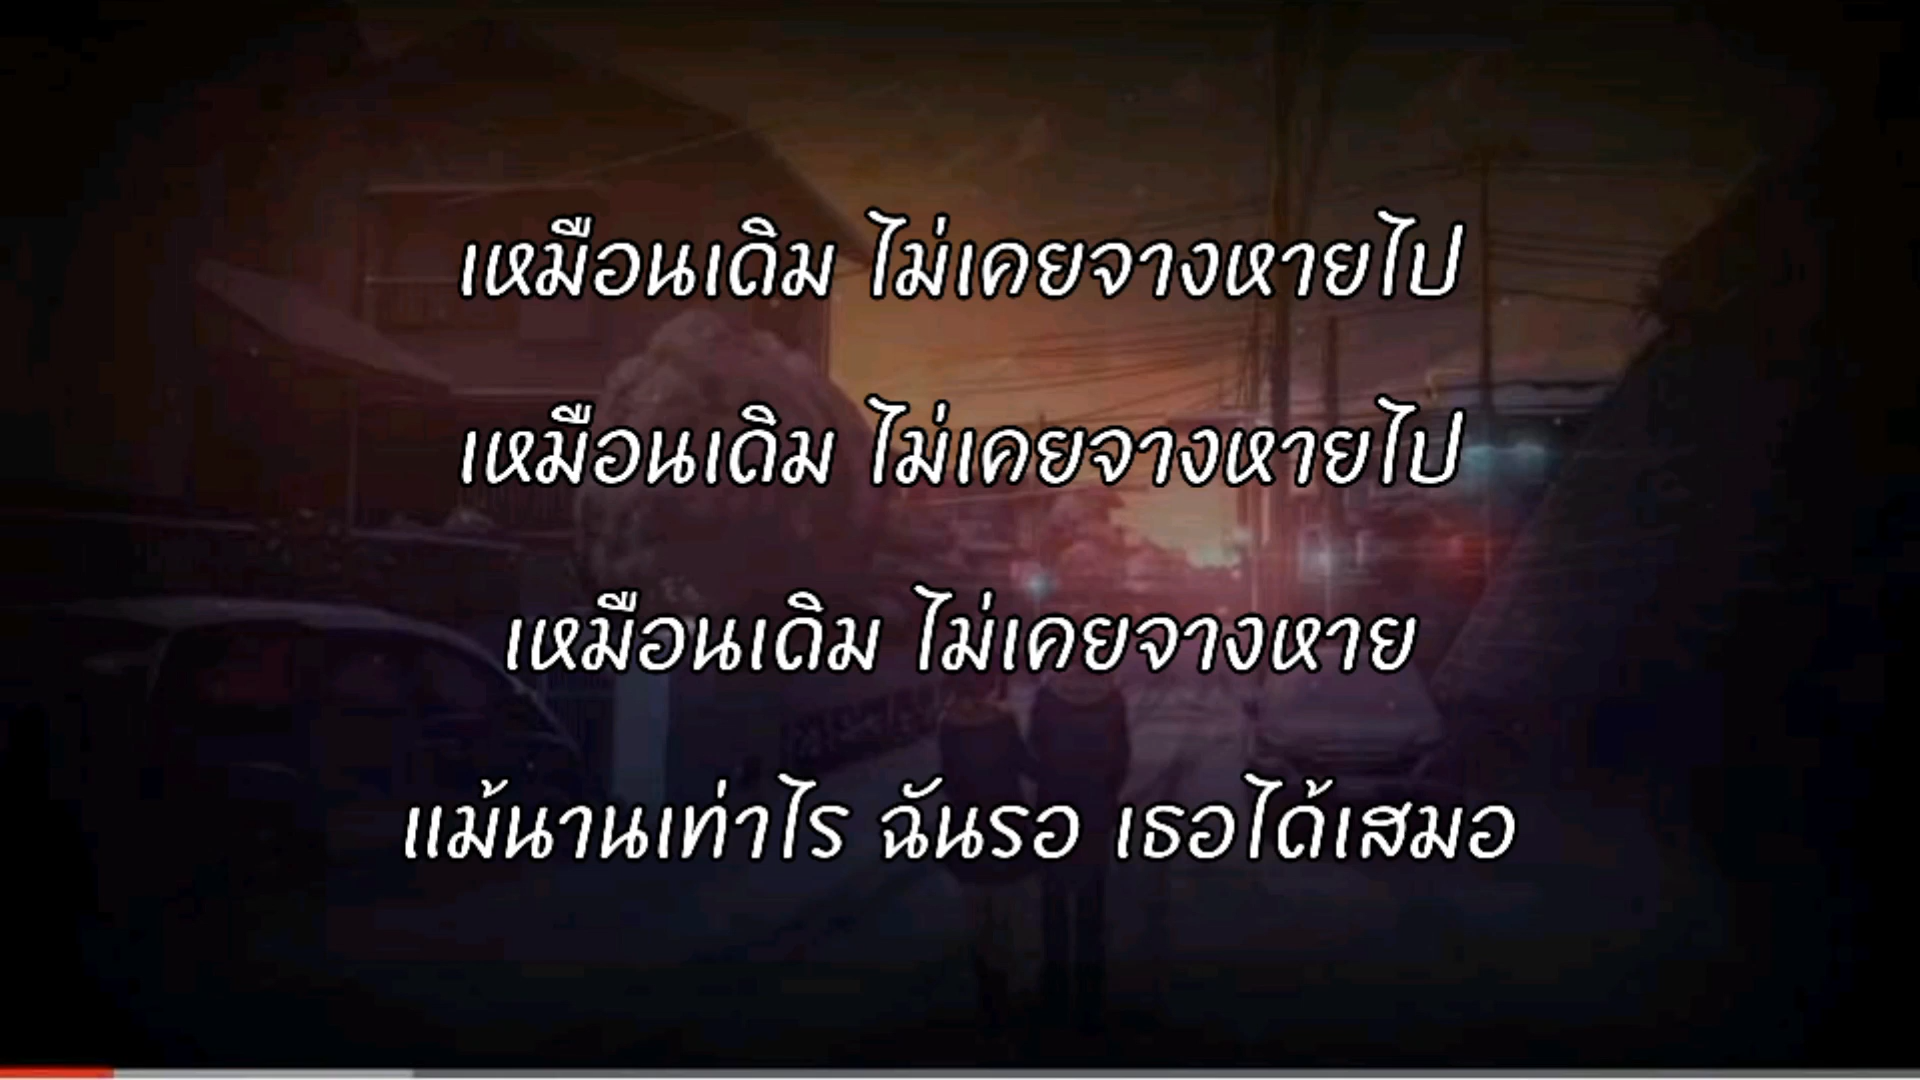 เหมือนเดิม ไม่เคยจางหายไป
เหมือนเดิม ไม่เคยจางหายไป
เหมือนเดิม ไม่เคยจางหาย
แม้นานเท่าไร ฉันรอ เธอได้เสมอ